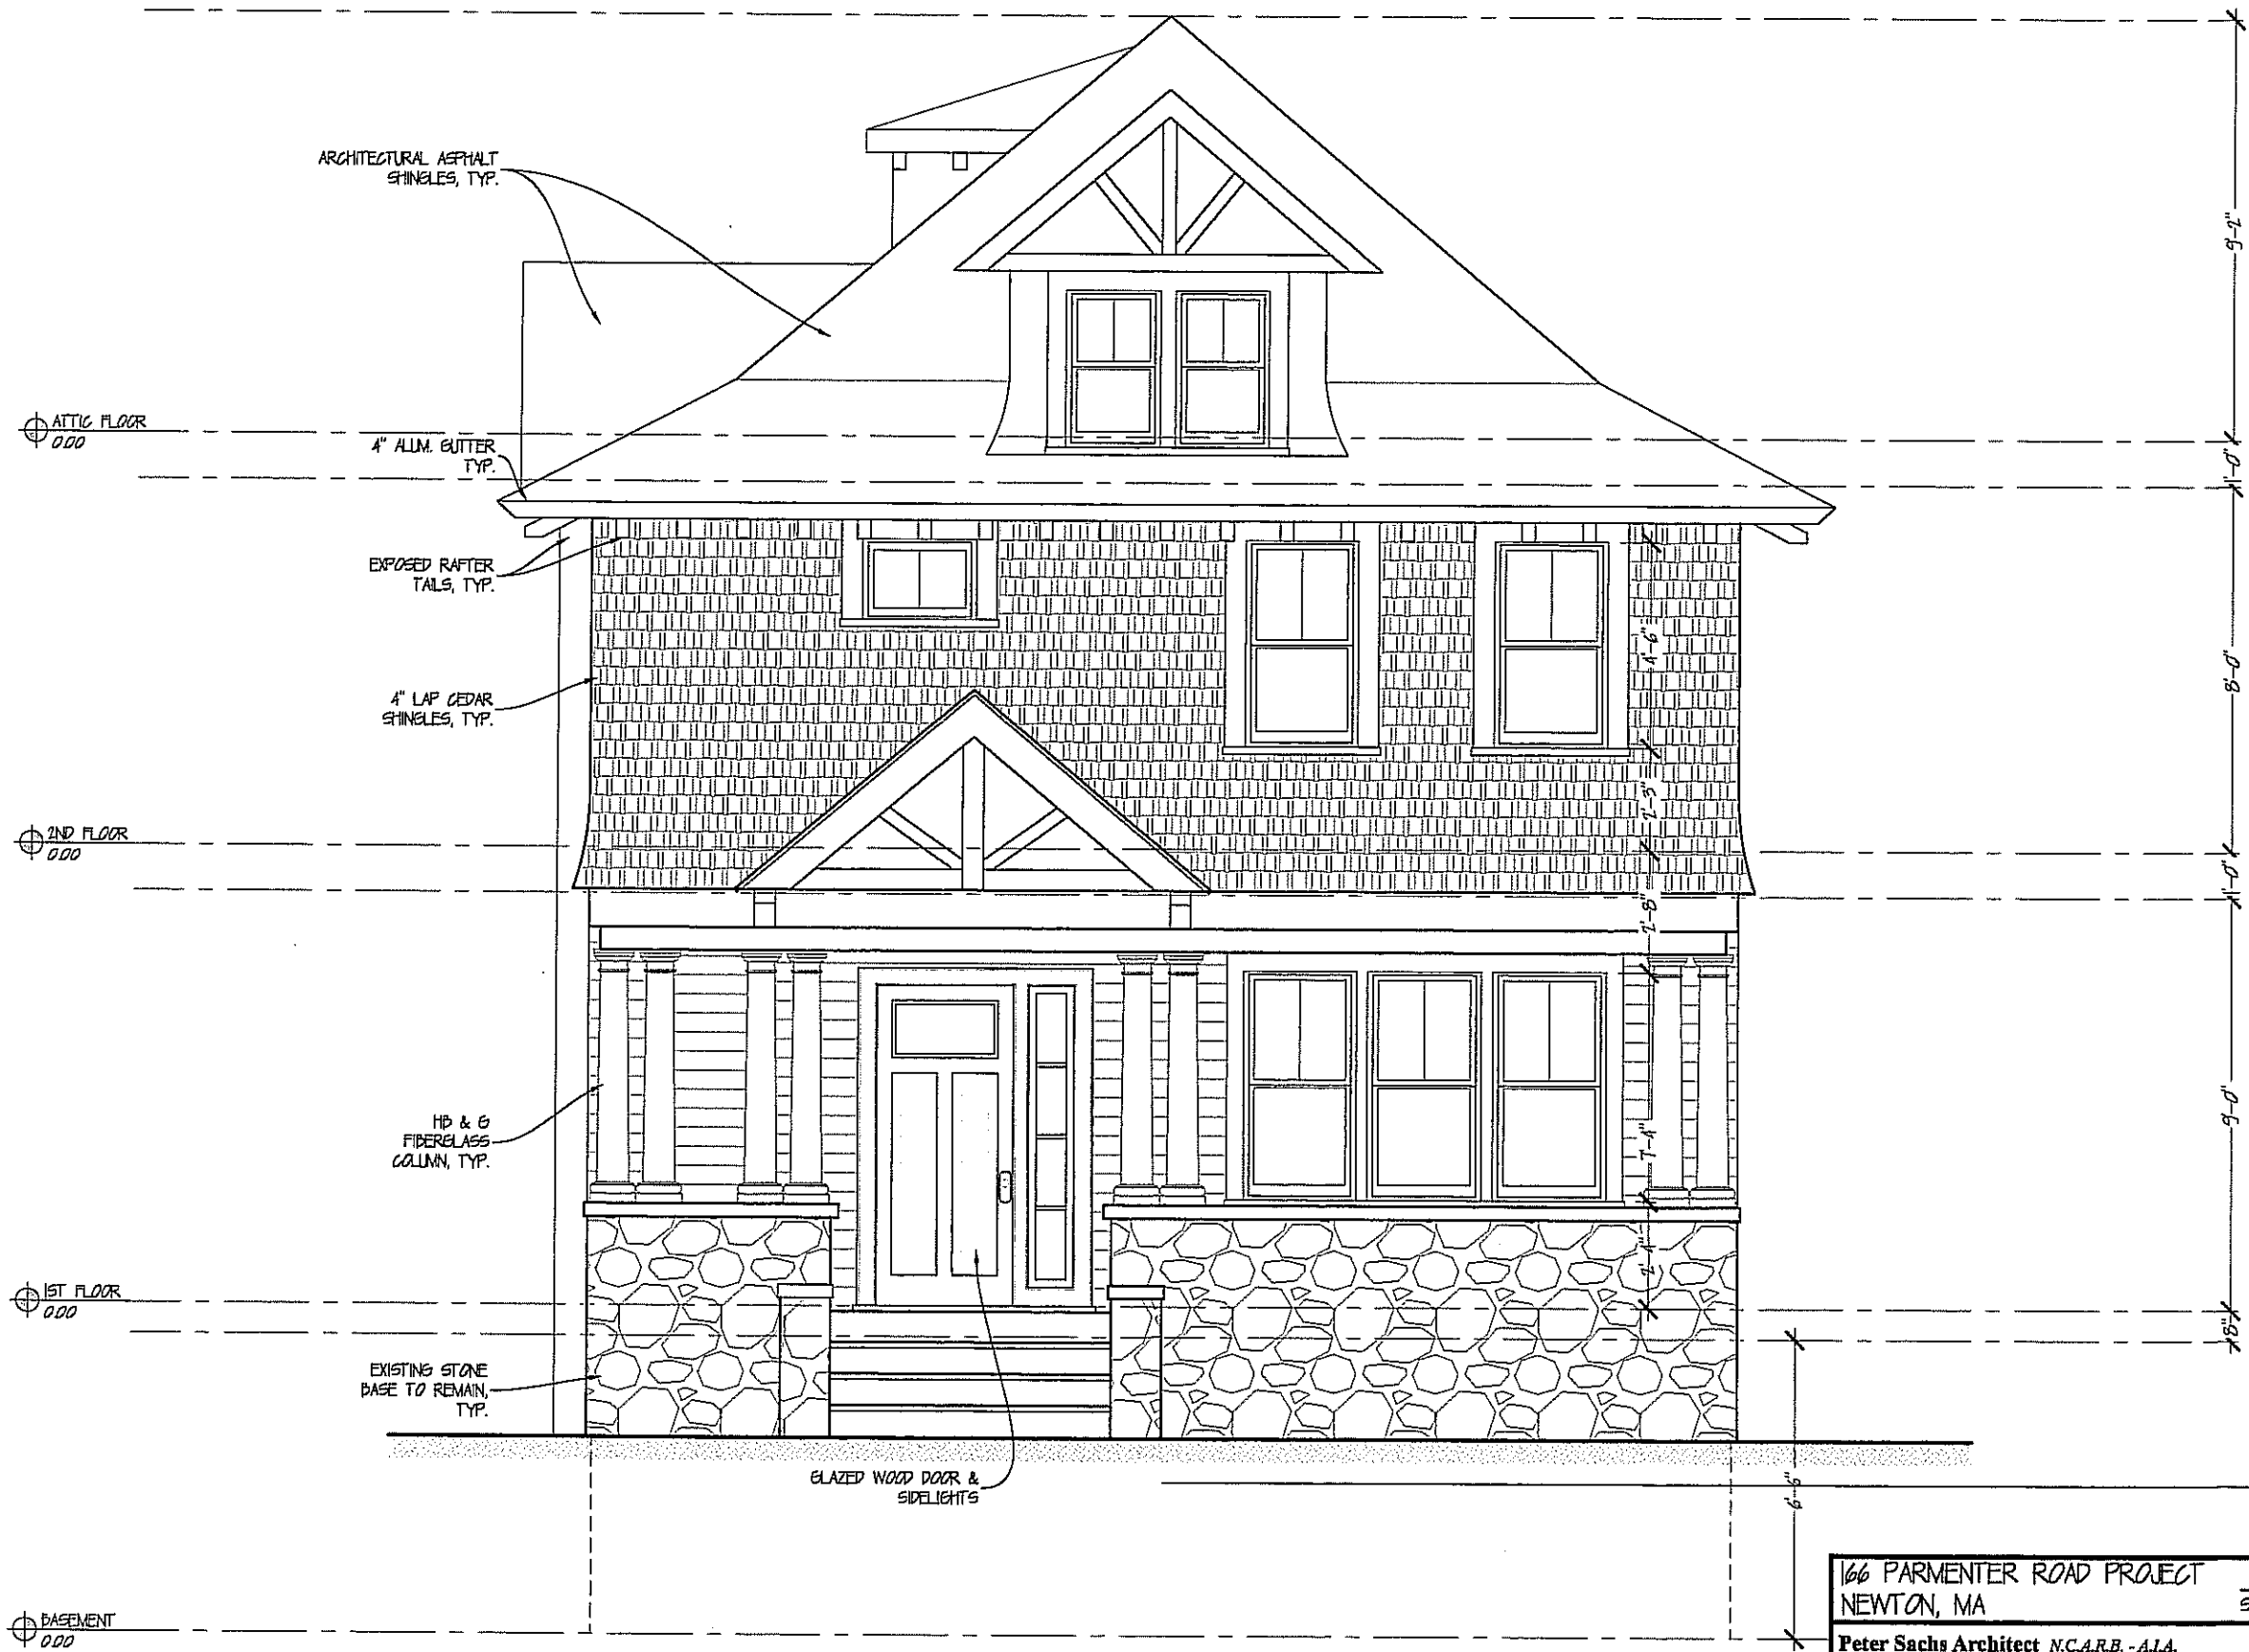 ARCHITECTURAL ASPHALT
SHINGLES, TYP.
9'-2"
ATTIC FLOOR
0.00
4" ALUM. GUTTER
TYP.
1'-0"
EXPOSED RAFTER
TAILS, TYP.
4'-6"
8'-0"
4" LAP CEDAR
SHINGLES, TYP.
2'-3"
2ND FLOOR
0.00
1'-0"
2'-8"
HB & G
FIBERGLASS
COLUMN, TYP.
7'-4"
9'-0"
2'-4"
1ST FLOOR
0.00
8"
EXISTING STONE
BASE TO REMAIN,
TYP.
GLAZED WOOD DOOR &
SIDELIGHTS
6'-6"
166 PARMENTER ROAD PROJECT
NEWTON, MA
BASEMENT
0.00
Peter Sachs Architect N.C.A.R.B. - A.I.A.